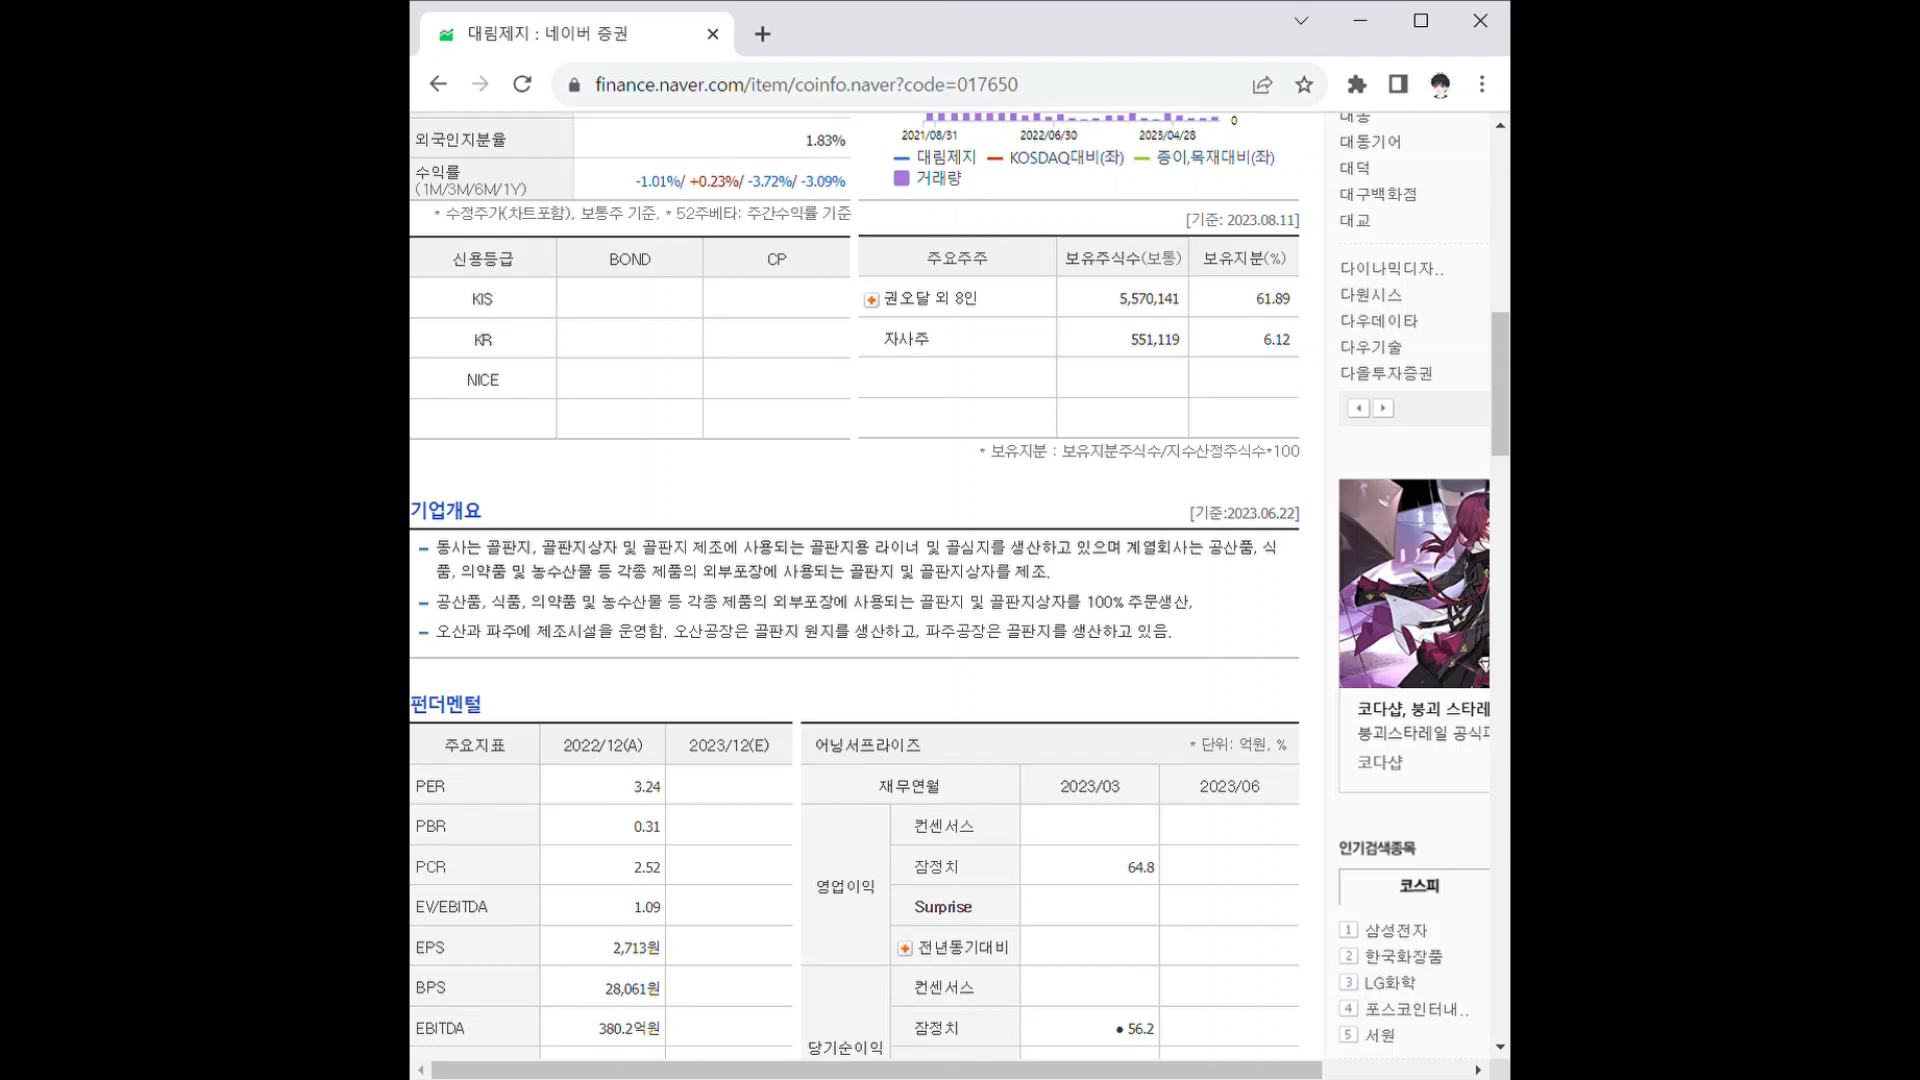 대림제지 : 네이버 증권
finance.naver.com/item/coinfo.naver?code=017650
외국인지분율 1.83%
수익률
(1M/3M/6M/1Y) -1.01%/ +0.23%/ -3.72%/ -3.09%
* 수정주가(차트포함), 보통주 기준, * 52주베타: 주간수익률 기준
0
2021/08/31 2022/06/30 2023/04/28
대림제지 KOSDAQ대비(좌) 종이,목재대비(좌)
거래량
[기준: 2023.08.11]
신용등급 BOND CP
KIS
KR
NICE
주요주주 보유주식수(보통) 보유지분(%)
권오달 외 8인 5,570,141 61.89
자사주 551,119 6.12
* 보유지분 : 보유지분주식수/지수산정주식수*100
기업개요 [기준:2023.06.22]
동사는 골판지, 골판지상자 및 골판지 제조에 사용되는 골판지용 라이너 및 골심지를 생산하고 있으며 계열회사는 공산품, 식
품, 의약품 및 농수산물 등 각종 제품의 외부포장에 사용되는 골판지 및 골판지상자를 제조.
공산품, 식품, 의약품 및 농수산물 등 각종 제품의 외부포장에 사용되는 골판지 및 골판지상자를 100% 주문생산,
오산과 파주에 제조시설을 운영함. 오산공장은 골판지 원지를 생산하고, 파주공장은 골판지를 생산하고 있음.
펀더멘털
주요지표 2022/12(A) 2023/12(E)
PER 3.24
PBR 0.31
PCR 2.52
EV/EBITDA 1.09
EPS 2,713원
BPS 28,061원
EBITDA 380.2억원
어닝서프라이즈 * 단위: 억원, %
재무연월 2023/03 2023/06
영업이익
컨센서스
잠정치 64.8
Surprise
전년동기대비
당기순이익
컨센서스
잠정치 ● 56.2
대동
대동기어
대덕
대구백화점
대교
다이나믹디자..
다원시스
다우데이타
다우기술
다올투자증권
코다샵, 붕괴 스타레
붕괴스타레일 공식
코다샵
인기검색종목
코스피
1 삼성전자
2 한국화장품
3 LG화학
4 포스코인터내..
5 서원